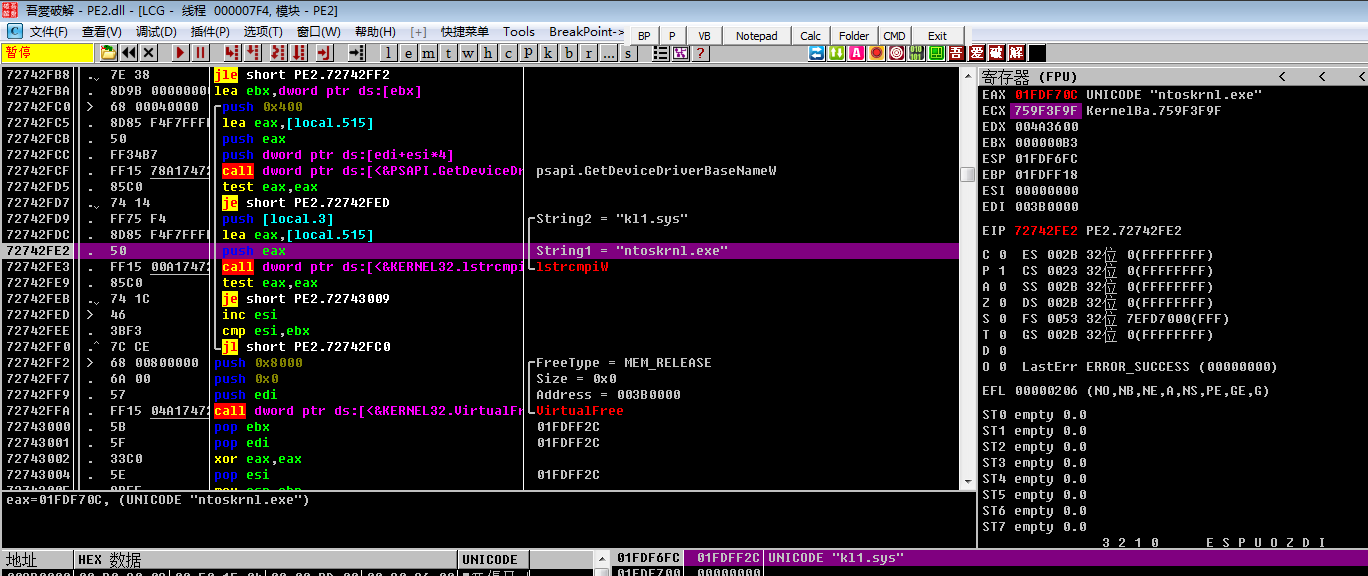 吾愛破解 - PE2.dll - [LCG - 线程 000007F4, 模块 - PE2]
C 文件(F) 查看(V) 调试(D) 插件(P) 选项(T) 窗口(W) 帮助(H) [+] 快捷菜单 Tools BreakPoint-> BP P VB Notepad Calc Folder CMD Exit
暂停 l e m t w h c p k b r ... s ? 吾 爱 破 解
72742FB8 .ˬ 7E 38 jle short PE2.72742FF2
72742FBA . 8D9B 00000000 lea ebx,dword ptr ds:[ebx]
72742FC0 > 68 00040000 push 0x400
72742FC5 . 8D85 F4F7FFFF lea eax,[local.515]
72742FCB . 50 push eax
72742FCC . FF34B7 push dword ptr ds:[edi+esi*4]
72742FCF . FF15 78A17472 call dword ptr ds:[<&PSAPI.GetDeviceDr psapi.GetDeviceDriverBaseNameW
72742FD5 . 85C0 test eax,eax
72742FD7 .ˬ 74 14 je short PE2.72742FED
72742FD9 . FF75 F4 push [local.3] String2 = "kl1.sys"
72742FDC . 8D85 F4F7FFFF lea eax,[local.515]
72742FE2 . 50 push eax String1 = "ntoskrnl.exe"
72742FE3 . FF15 00A17472 call dword ptr ds:[<&KERNEL32.lstrcmpi lstrcmpiW
72742FE9 . 85C0 test eax,eax
72742FEB .ˬ 74 1C je short PE2.72743009
72742FED > 46 inc esi
72742FEE . 3BF3 cmp esi,ebx
72742FF0 .^ 7C CE jl short PE2.72742FC0
72742FF2 > 68 00800000 push 0x8000 FreeType = MEM_RELEASE
72742FF7 . 6A 00 push 0x0 Size = 0x0
72742FF9 . 57 push edi Address = 003B0000
72742FFA . FF15 04A17472 call dword ptr ds:[<&KERNEL32.VirtualFr VirtualFree
72743000 . 5B pop ebx 01FDFF2C
72743001 . 5F pop edi 01FDFF2C
72743002 . 33C0 xor eax,eax
72743004 . 5E pop esi 01FDFF2C
eax=01FDF70C, (UNICODE "ntoskrnl.exe")
寄存器 (FPU) < < <
EAX 01FDF70C UNICODE "ntoskrnl.exe"
ECX 759F3F9F KernelBa.759F3F9F
EDX 004A3600
EBX 000000B3
ESP 01FDF6FC
EBP 01FDFF18
ESI 00000000
EDI 003B0000
EIP 72742FE2 PE2.72742FE2
C 0 ES 002B 32位 0(FFFFFFFF)
P 1 CS 0023 32位 0(FFFFFFFF)
A 0 SS 002B 32位 0(FFFFFFFF)
Z 0 DS 002B 32位 0(FFFFFFFF)
S 0 FS 0053 32位 7EFD7000(FFF)
T 0 GS 002B 32位 0(FFFFFFFF)
D 0
O 0 LastErr ERROR_SUCCESS (00000000)
EFL 00000206 (NO,NB,NE,A,NS,PE,GE,G)
ST0 empty 0.0
ST1 empty 0.0
ST2 empty 0.0
ST3 empty 0.0
ST4 empty 0.0
ST5 empty 0.0
ST6 empty 0.0
ST7 empty 0.0
3 2 1 0 E S P U O Z D I
地址 HEX 数据 UNICODE
01FDF6FC 01FDFF2C UNICODE "kl1.sys"
01FDF700 00000000